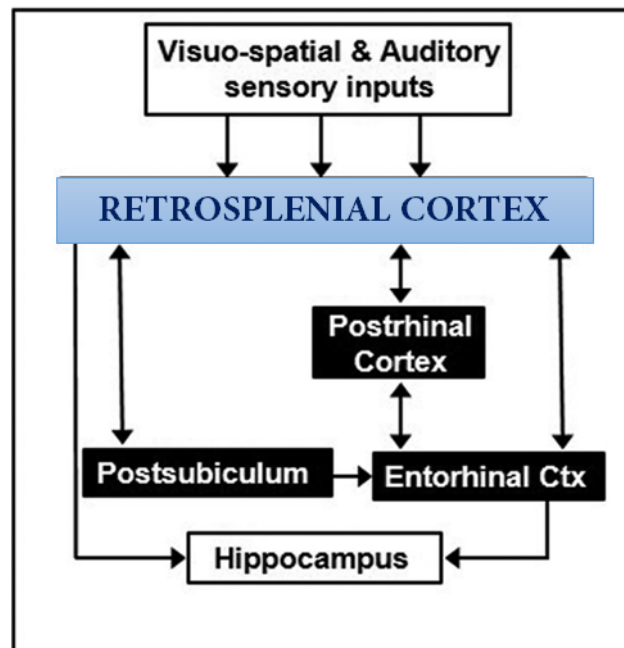 Visuo-spatial & Auditory
sensory inputs
RETROSPLENIAL CORTEX
Postrhinal
Cortex
Postsubiculum
Entorhinal Ctx
Hippocampus